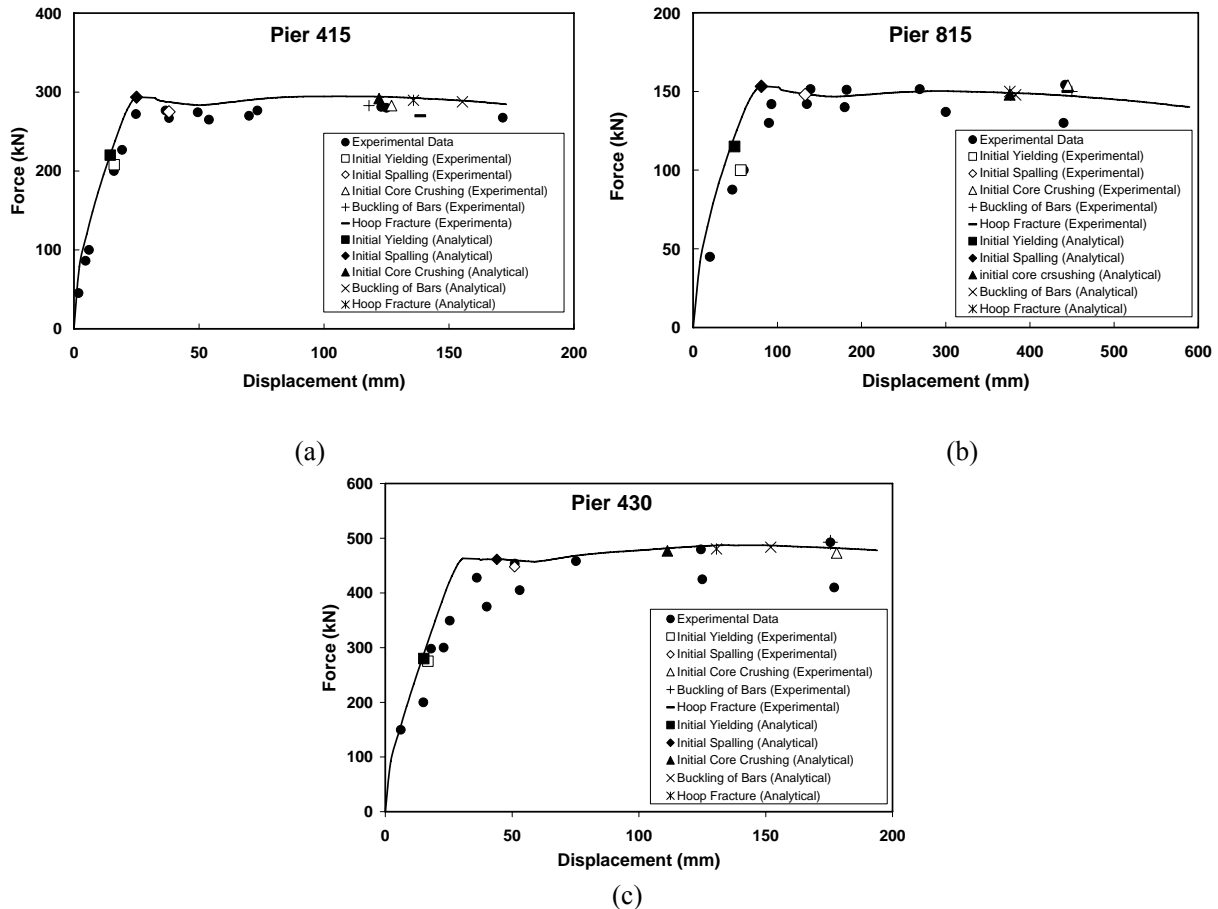 Pier 415
400
300
200
100
0
Force (kN)
Experimental Data
Initial Yielding (Experimental)
Initial Spalling (Experimental)
Initial Core Crushing (Experimental)
Buckling of Bars (Experimental)
Hoop Fracture (Experimenta)
Initial Yielding (Analytical)
Initial Spalling (Analytical)
Initial Core Crushing (Analytical)
Buckling of Bars (Analytical)
Hoop Fracture (Analytical)
0 50 100 150 200
Displacement (mm)
(a)
Pier 815
200
150
100
50
0
Force (kN)
Experimental Data
Initial Yielding (Experimental)
Initial Spalling (Experimental)
Initial Core Crushing (Experimental)
Buckling of Bars (Experimental)
Hoop Fracture (Experimental)
Initial Yielding (Analytical)
Initial Spalling (Analytical)
initial core crsushing (Analytical)
Buckling of Bars (Analytical)
Hoop Fracture (Analytical)
0 100 200 300 400 500 600
Displacement (mm)
(b)
Pier 430
600
500
400
300
200
100
0
Force (kN)
Experimental Data
Initial Yielding (Experimental)
Initial Spalling (Experimental)
Initial Core Crushing (Experimental)
Buckling of Bars (Experimental)
Hoop Fracture (Experimental)
Initial Yielding (Analytical)
Initial Spalling (Analytical)
Initial Core Crushing (Analytical)
Buckling of Bars (Analytical)
Hoop Fracture (Analytical)
0 50 100 150 200
Displacement (mm)
(c)